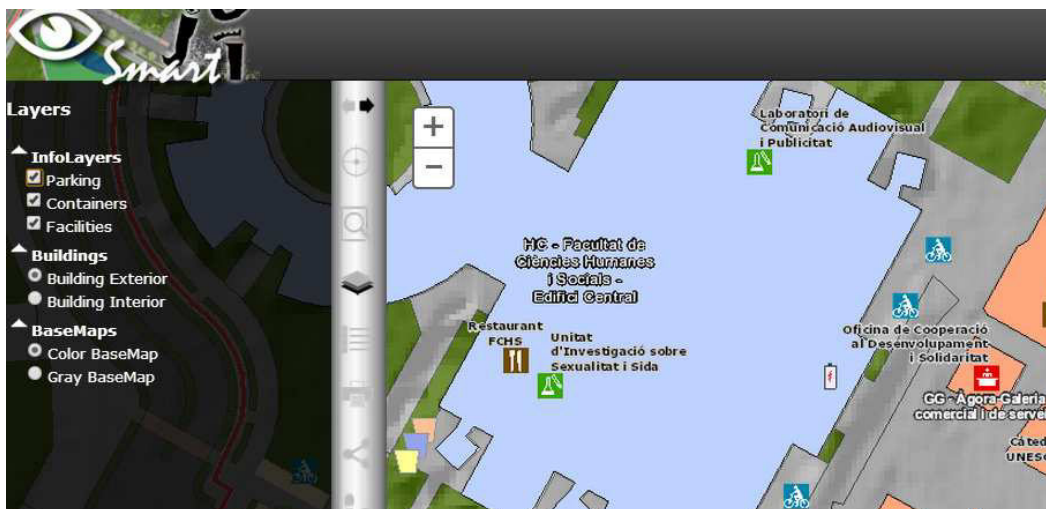 Smart
Layers
InfoLayers
Parking
Containers
Facilities
Buildings
Building Exterior
Building Interior
BaseMaps
Color BaseMap
Gray BaseMap
+
−
Laboratori de
Comunicació Audiovisual
i Publicitat
HC - Facultat de
Ciències Humanes
i Socials -
Edifici Central
Restaurant
FCHS
Unitat
d'Investigació sobre
Sexualitat i Sida
Oficina de Cooperació
al Desenvolupament
i Solidaritat
GG - Àgora-Galeria
comercial i de servei
Càted
UNESC